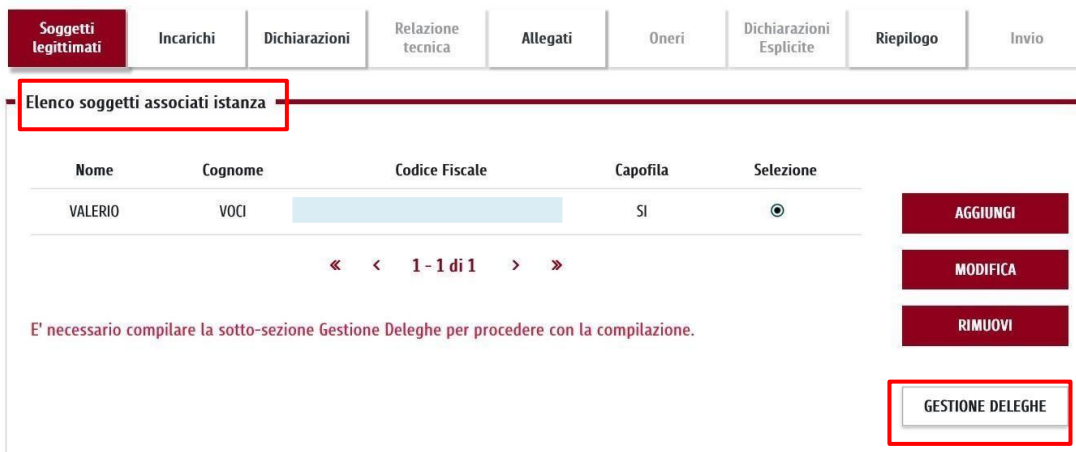 Soggetti legittimati
Incarichi
Dichiarazioni
Relazione tecnica
Allegati
Oneri
Dichiarazioni Esplicite
Riepilogo
Invio
Elenco soggetti associati istanza
Nome Cognome Codice Fiscale Capofila Selezione
VALERIO VOCI SI
« < 1 - 1 di 1 > »
E' necessario compilare la sotto-sezione Gestione Deleghe per procedere con la compilazione.
AGGIUNGI
MODIFICA
RIMUOVI
GESTIONE DELEGHE